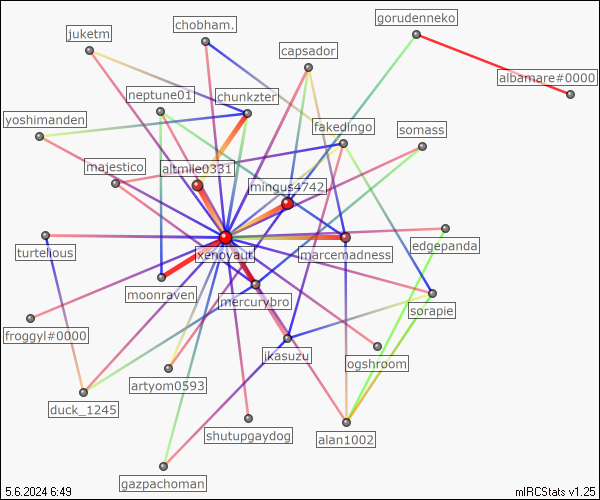 gorudenneko
chobham.
juketm
capsador
albamare#0000
neptune01
chunkzter
yoshimanden
fakedingo
somass
majestico
altmile0331
mingus4742
edgepanda
turtelious
xenoyaut
marcemadness
moonraven
mercurybro
sorapie
froggyl#0000
jkasuzu
ogshroom
artyom0593
duck_1245
shutupgaydog
alan1002
gazpachoman
5.6.2024 6:49
mIRCStats v1.25